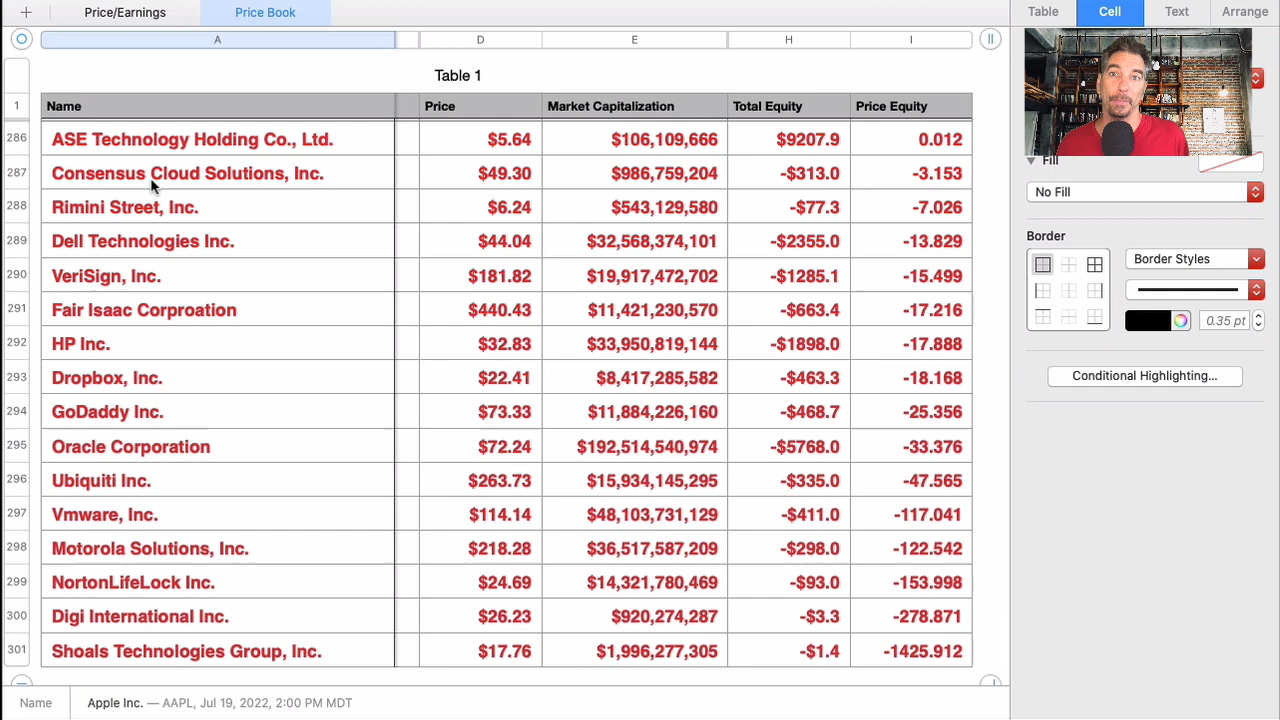 + Price/Earnings Price Book Table Cell Text Arrange
A D E H I
Table 1
1 Name Price Market Capitalization Total Equity Price Equity
286 ASE Technology Holding Co., Ltd. $5.64 $106,109,666 $9207.9 0.012
287 Consensus Cloud Solutions, Inc. $49.30 $986,759,204 -$313.0 -3.153
288 Rimini Street, Inc. $6.24 $543,129,580 -$77.3 -7.026
289 Dell Technologies Inc. $44.04 $32,568,374,101 -$2355.0 -13.829
290 VeriSign, Inc. $181.82 $19,917,472,702 -$1285.1 -15.499
291 Fair Isaac Corproation $440.43 $11,421,230,570 -$663.4 -17.216
292 HP Inc. $32.83 $33,950,819,144 -$1898.0 -17.888
293 Dropbox, Inc. $22.41 $8,417,285,582 -$463.3 -18.168
294 GoDaddy Inc. $73.33 $11,884,226,160 -$468.7 -25.356
295 Oracle Corporation $72.24 $192,514,540,974 -$5768.0 -33.376
296 Ubiquiti Inc. $263.73 $15,934,145,295 -$335.0 -47.565
297 Vmware, Inc. $114.14 $48,103,731,129 -$411.0 -117.041
298 Motorola Solutions, Inc. $218.28 $36,517,587,209 -$298.0 -122.542
299 NortonLifeLock Inc. $24.69 $14,321,780,469 -$93.0 -153.998
300 Digi International Inc. $26.23 $920,274,287 -$3.3 -278.871
301 Shoals Technologies Group, Inc. $17.76 $1,996,277,305 -$1.4 -1425.912
Name Apple Inc. — AAPL, Jul 19, 2022, 2:00 PM MDT
Fill
No Fill
Border
Border Styles
0.35 pt
Conditional Highlighting...